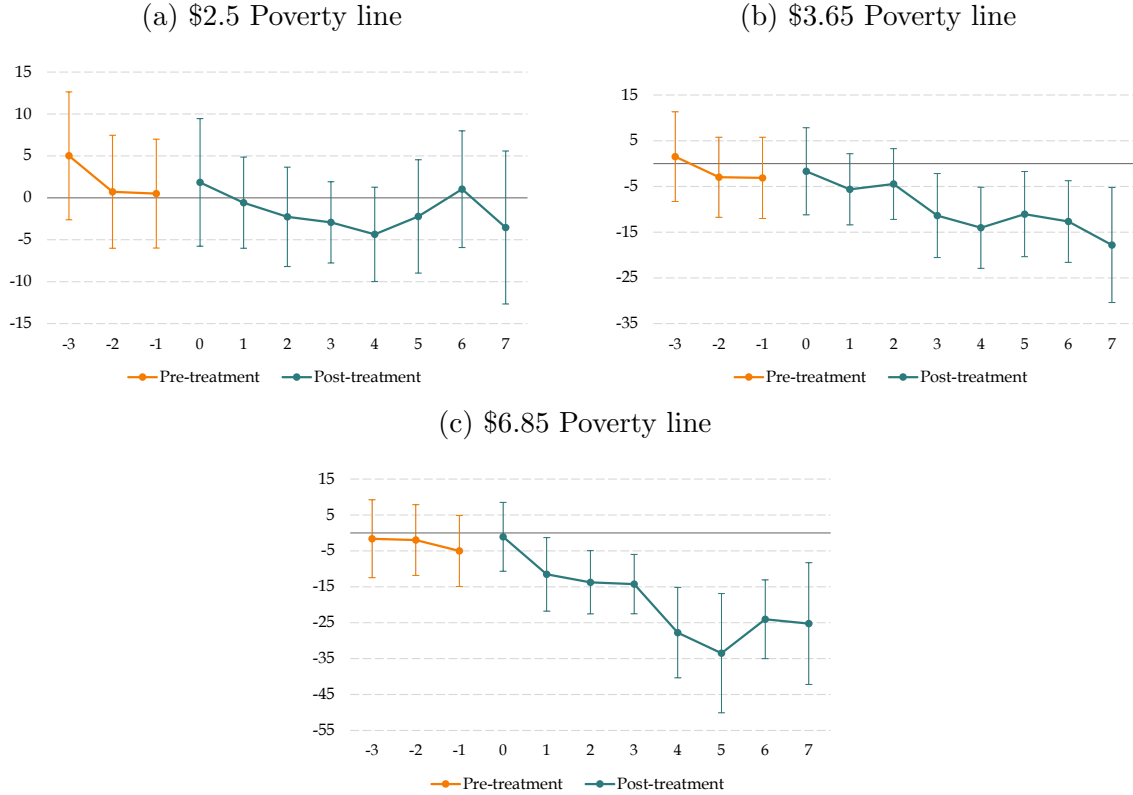 (a) $2.5 Poverty line
15
10
5
0
-5
-10
-15
-3 -2 -1 0 1 2 3 4 5 6 7
Pre-treatment Post-treatment
(b) $3.65 Poverty line
15
5
-5
-15
-25
-35
-3 -2 -1 0 1 2 3 4 5 6 7
Pre-treatment Post-treatment
(c) $6.85 Poverty line
15
5
-5
-15
-25
-35
-45
-55
-3 -2 -1 0 1 2 3 4 5 6 7
Pre-treatment Post-treatment